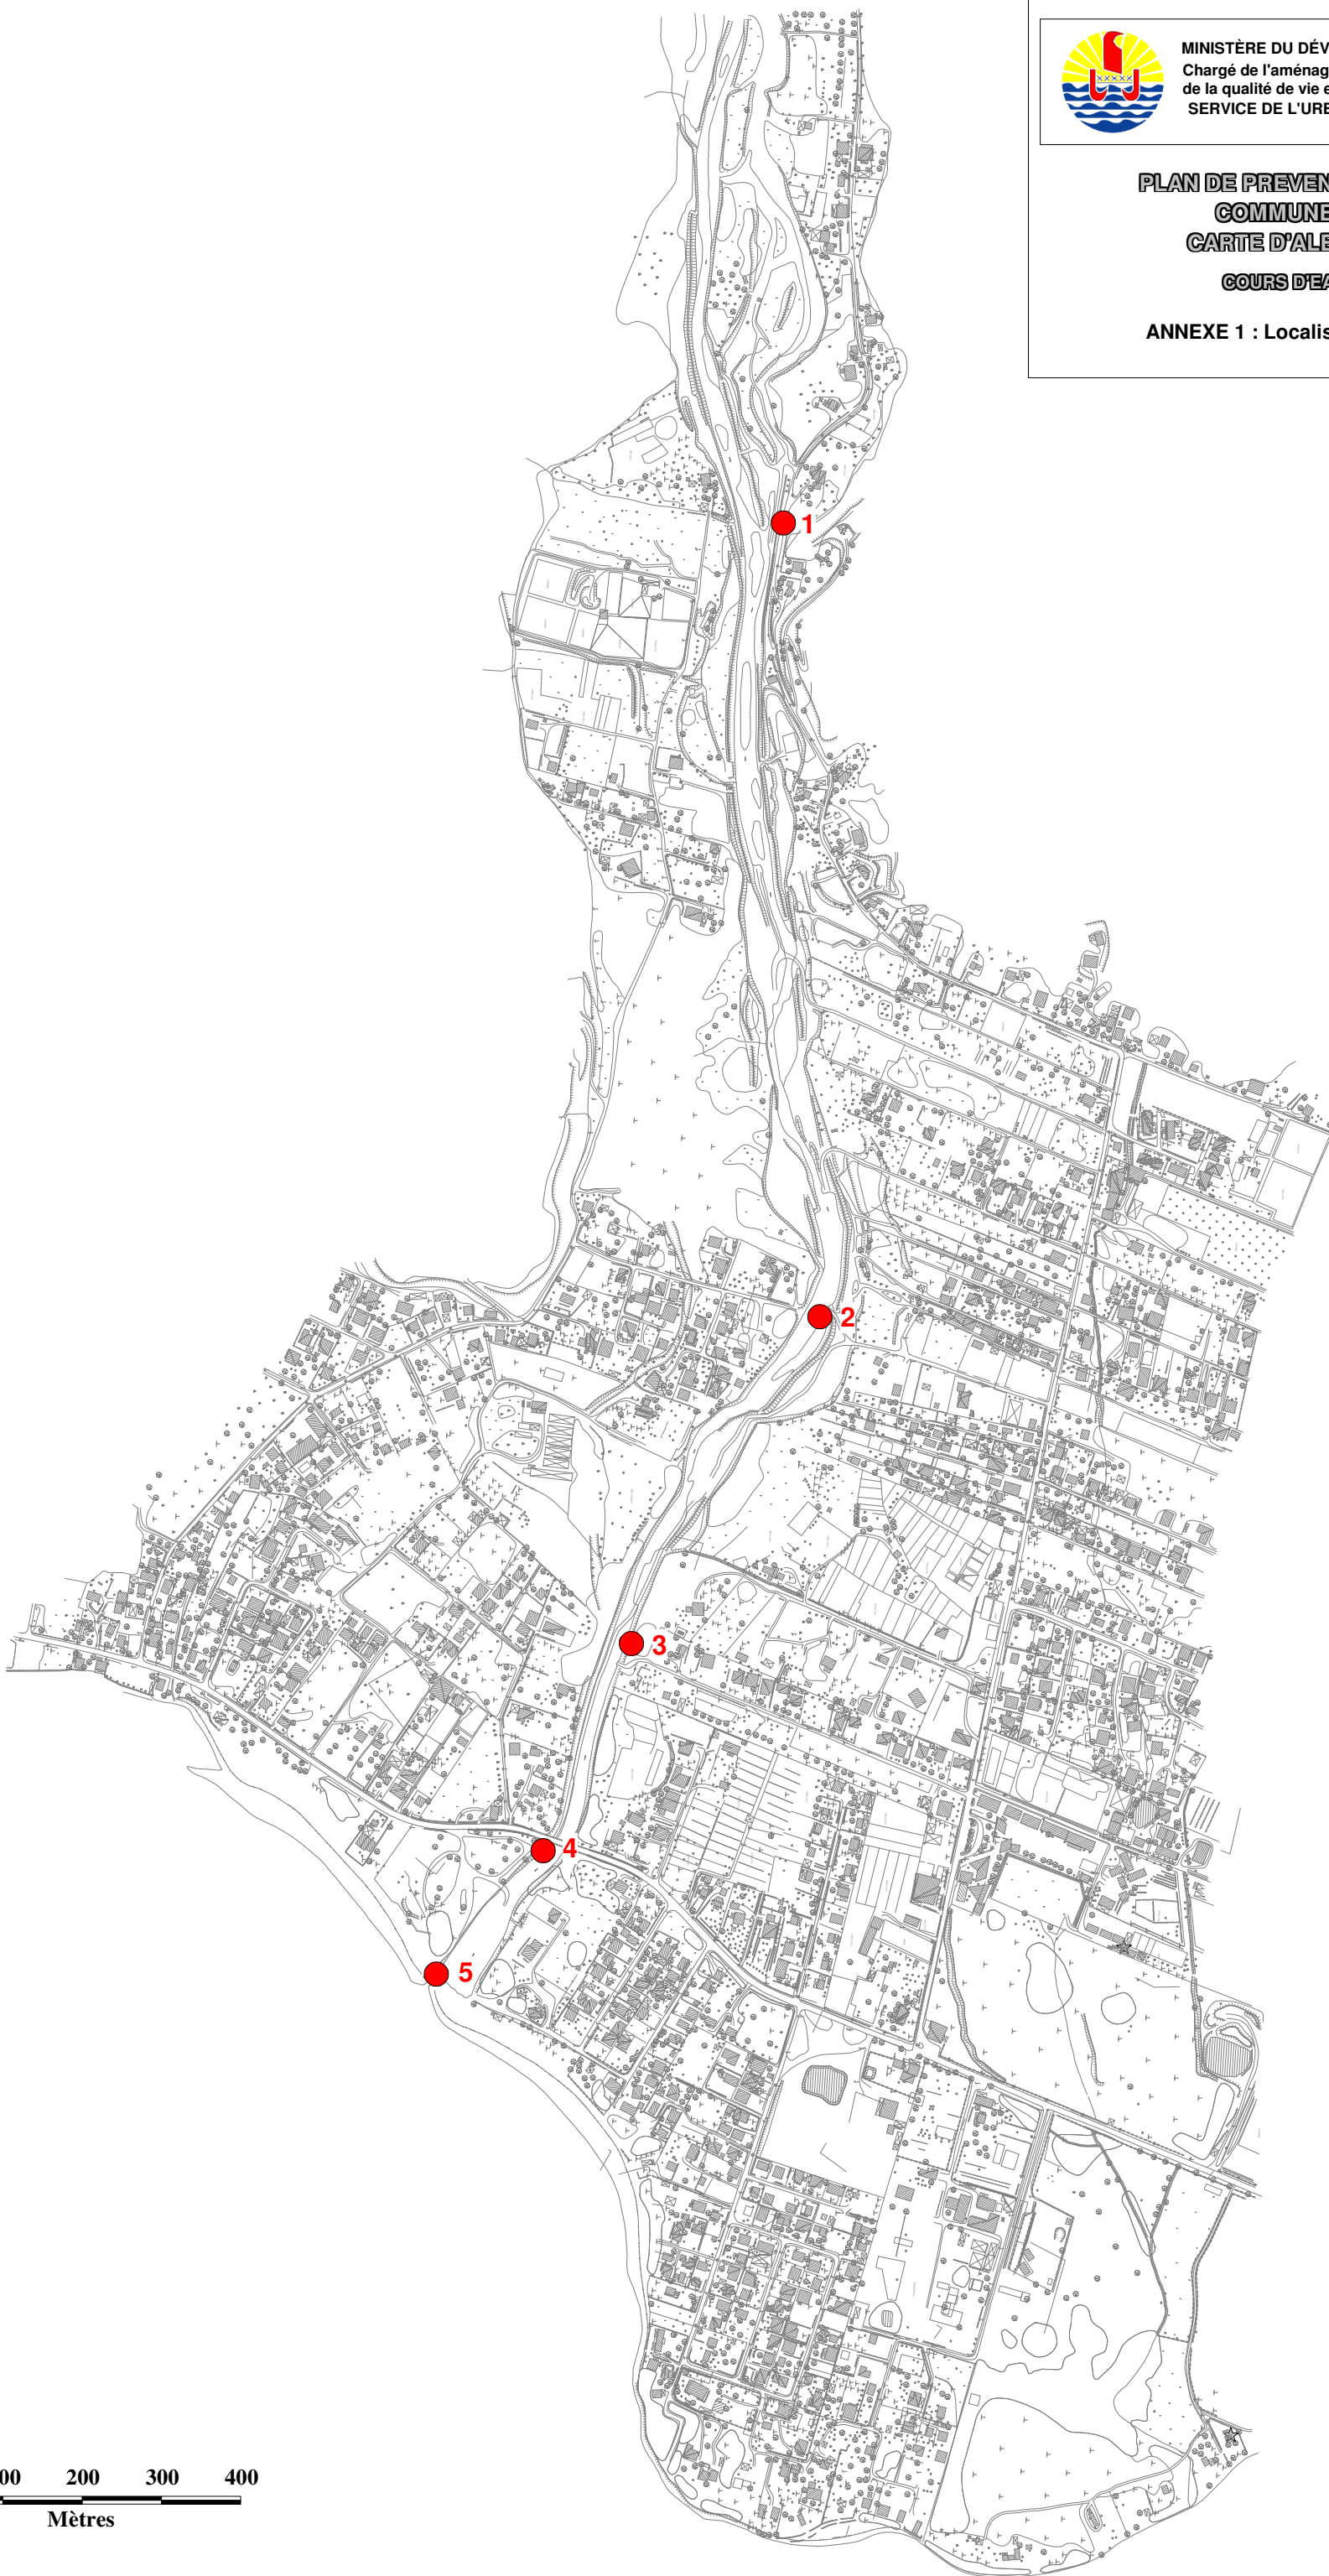 MINISTÈRE DU DÉV
Chargé de l'aménag
de la qualité de vie e
SERVICE DE L'URB
PLAN DE PREVEN
COMMUNE
CARTE D'ALE
COURS D'EA
ANNEXE 1 : Localis
1
2
3
4
5
00 200 300 400
Mètres